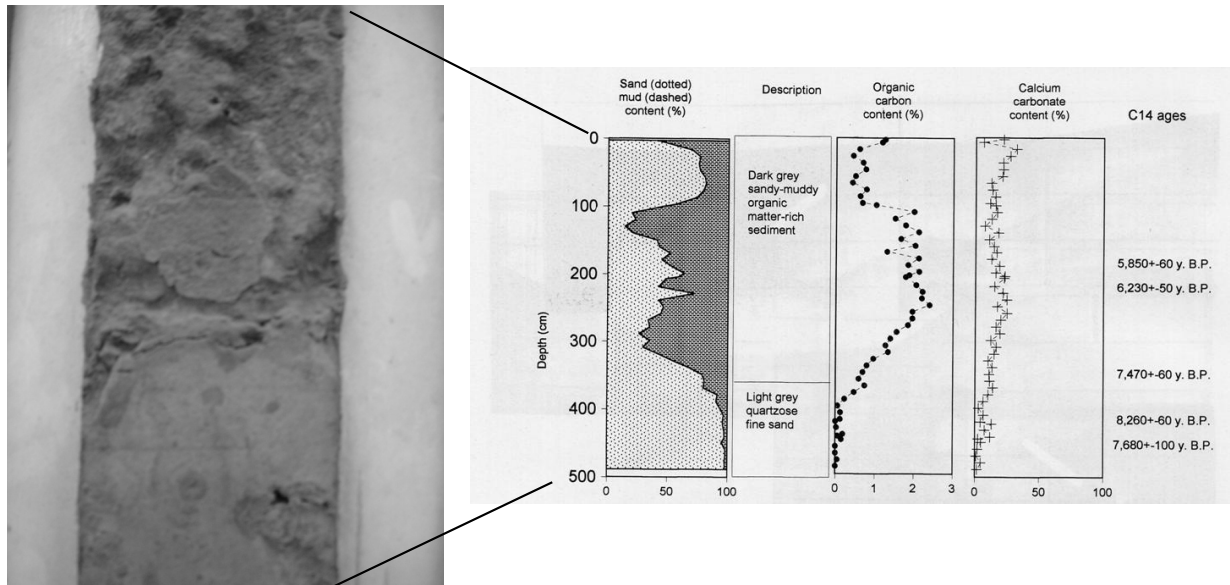 Sand (dotted)
mud (dashed)
content (%)
Description
Organic
carbon
content (%)
Calcium
carbonate
content (%)
C14 ages
Depth (cm)
0
100
200
300
400
500
0
50
100
Dark grey
sandy-muddy
organic
matter-rich
sediment
Light grey
quartzose
fine sand
0
1
2
3
0
50
100
5,850+-60 y. B.P.
6,230+-50 y. B.P.
7,470+-60 y. B.P.
8,260+-60 y. B.P.
7,680+-100 y. B.P.